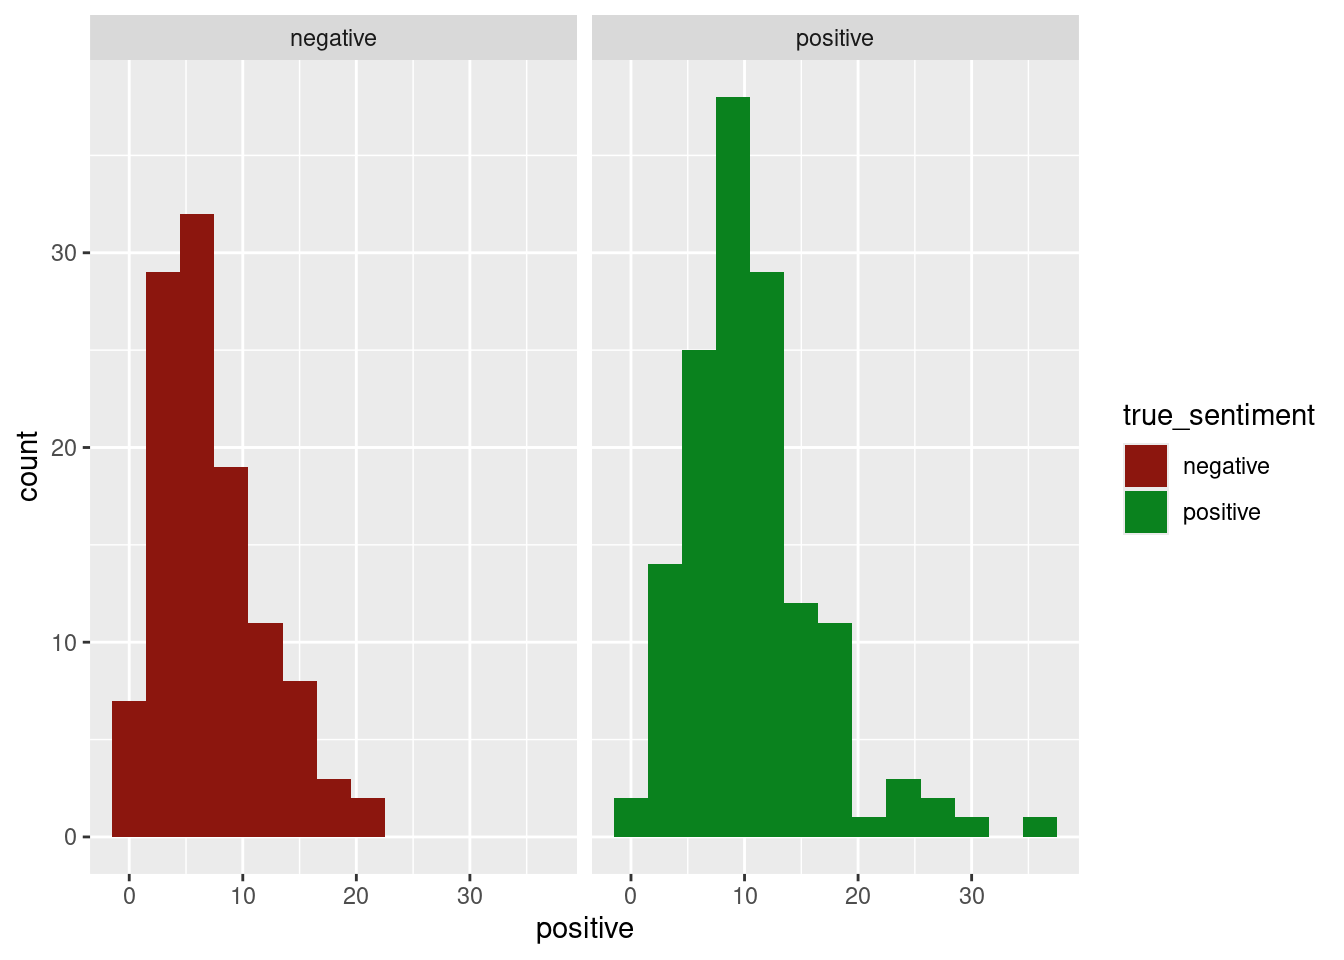 negative
positive
30
20
10
0
count
0 10 20 30
0 10 20 30
positive
true_sentiment
negative
positive